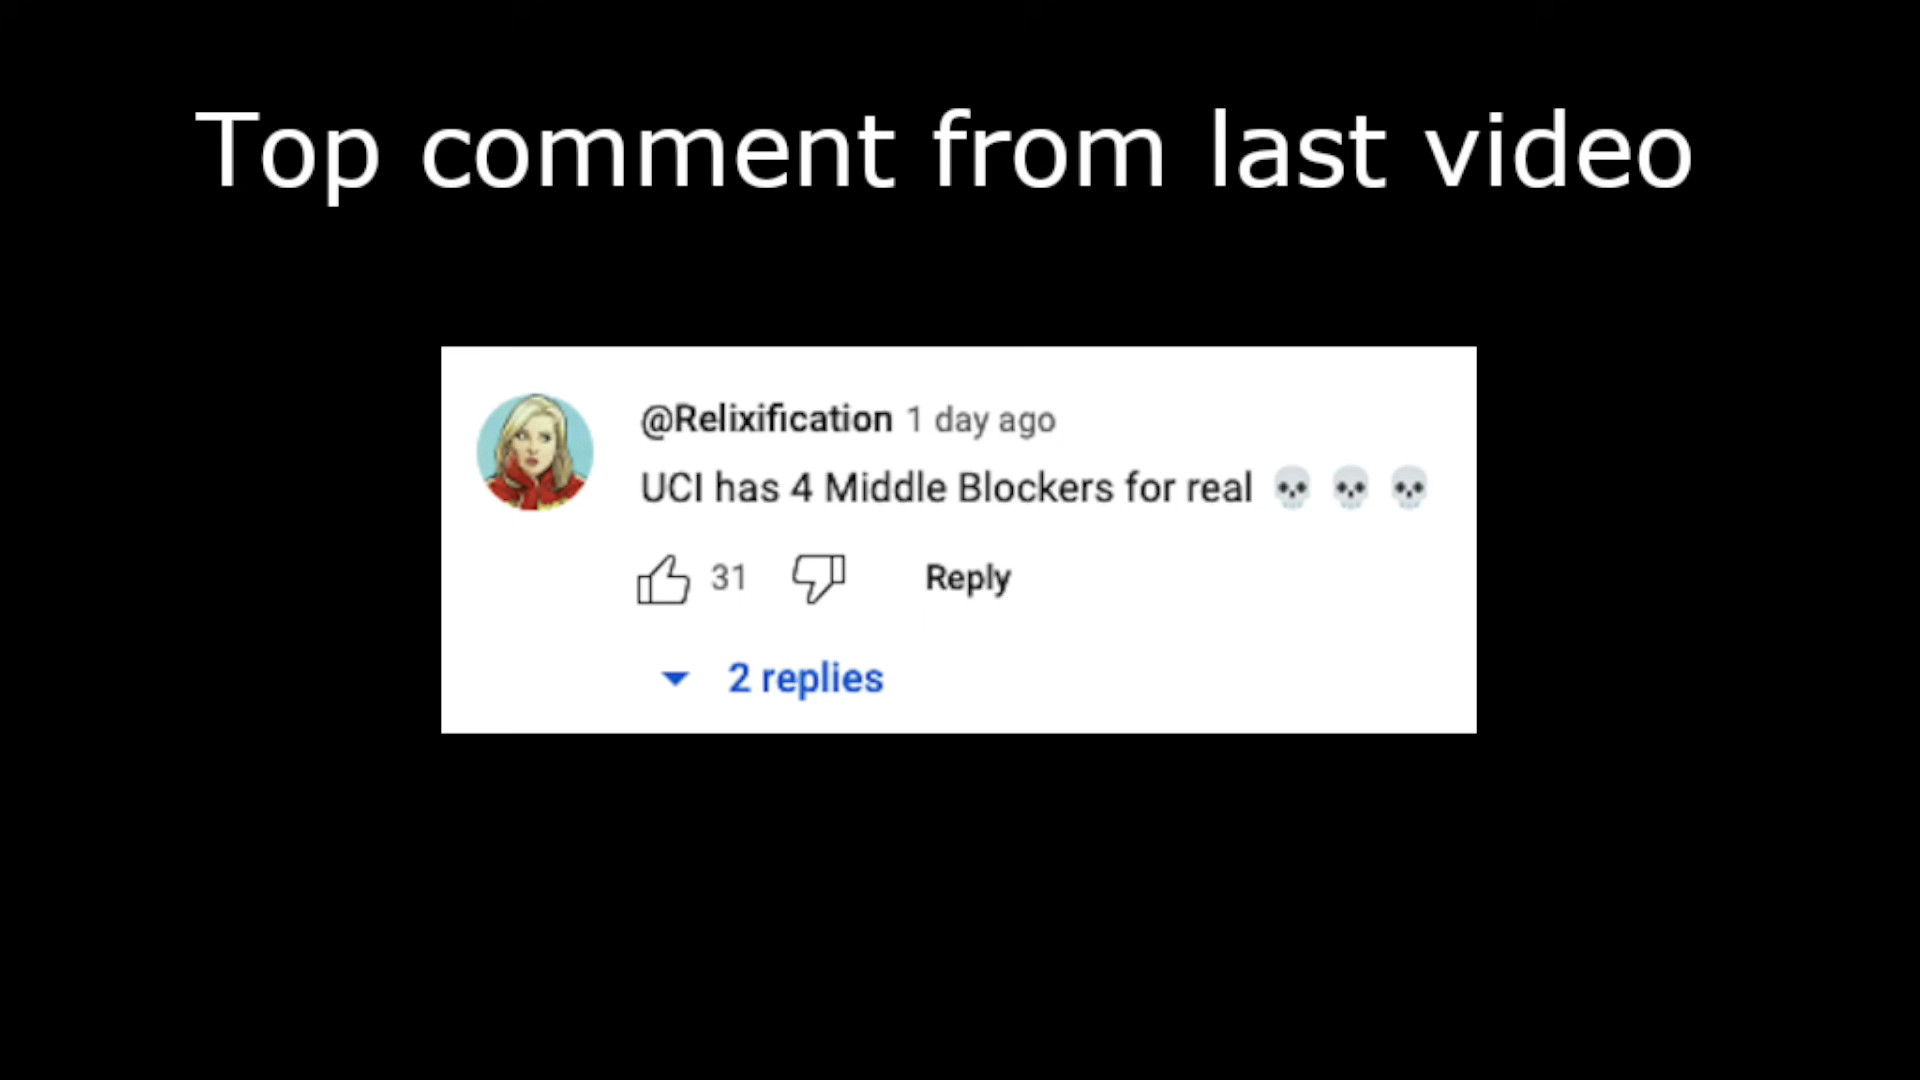 Top comment from last video
@Relixification 1 day ago
UCI has 4 Middle Blockers for real 💀 💀 💀
31 Reply
2 replies